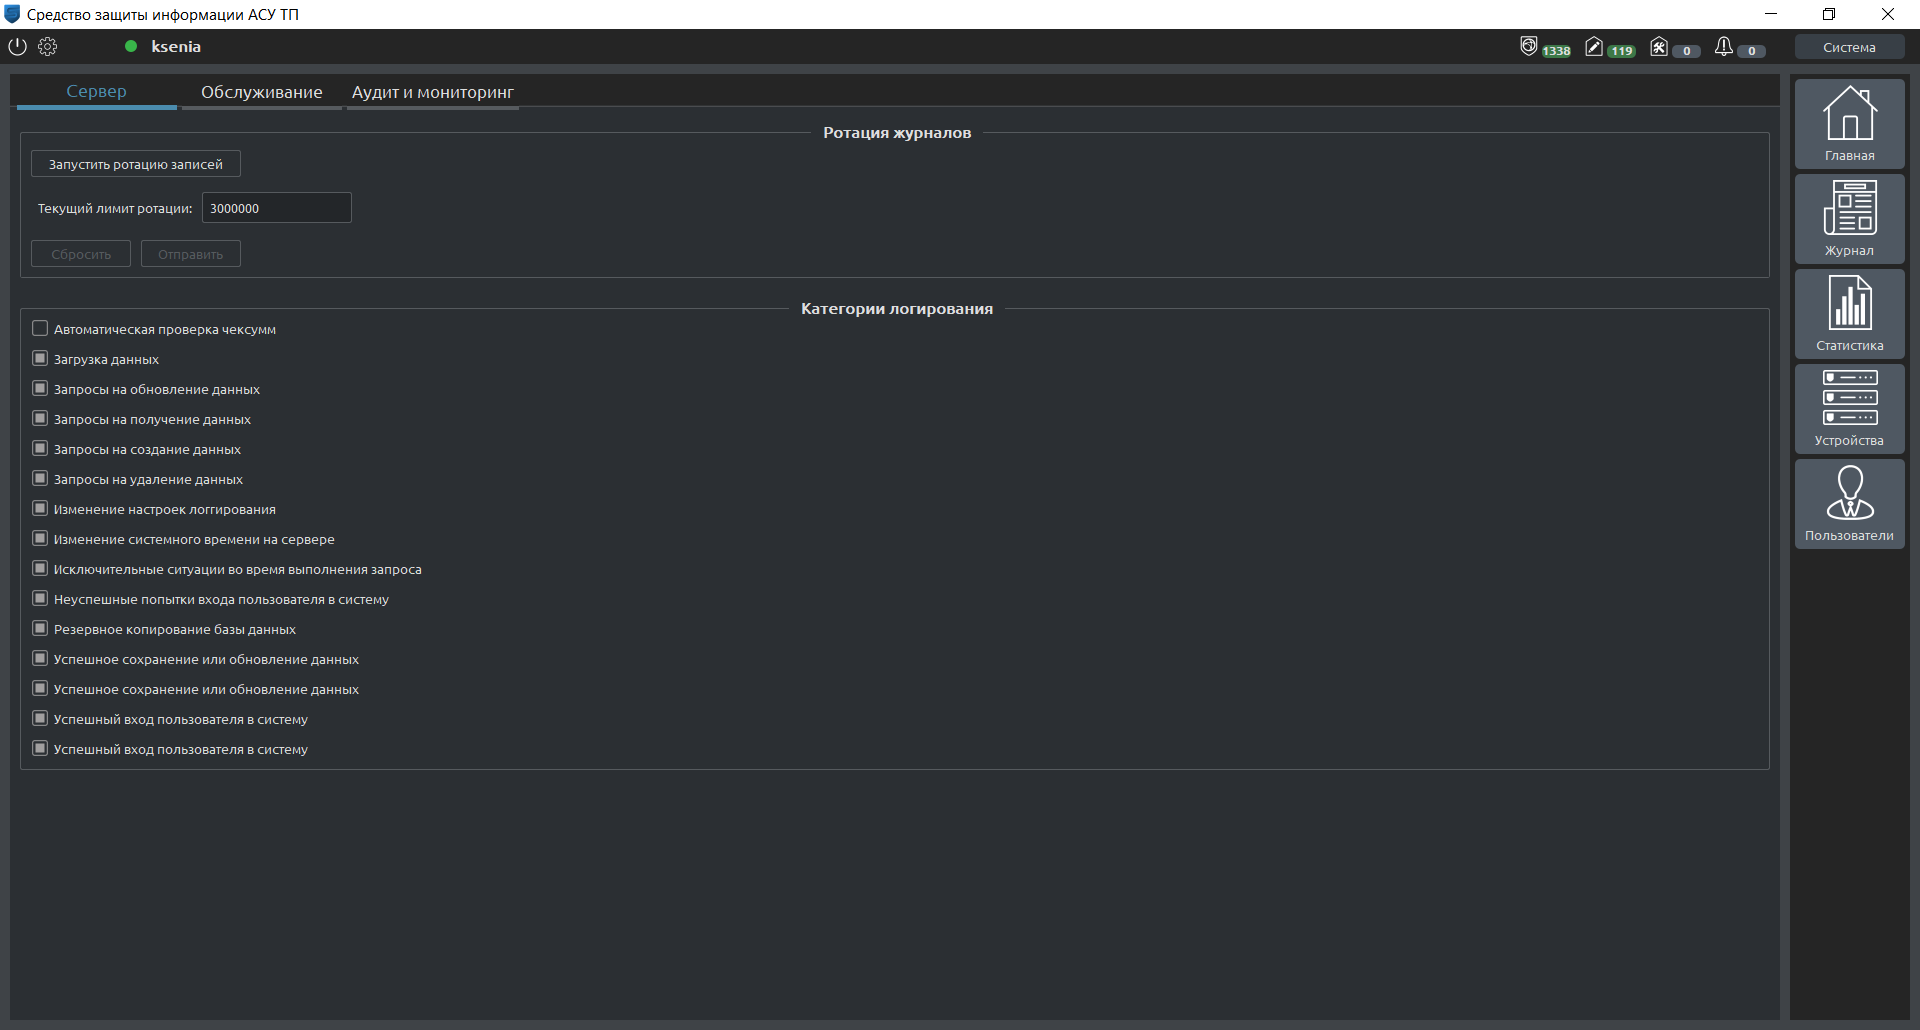 Средство защиты информации АСУ ТП
ksenia
1338
119
0
0
Система
Сервер
Обслуживание
Аудит и мониторинг
Ротация журналов
Запустить ротацию записей
Текущий лимит ротации:
3000000
Сбросить
Отправить
Категории логирования
Автоматическая проверка чексумм
Загрузка данных
Запросы на обновление данных
Запросы на получение данных
Запросы на создание данных
Запросы на удаление данных
Изменение настроек логгирования
Изменение системного времени на сервере
Исключительные ситуации во время выполнения запроса
Неуспешные попытки входа пользователя в систему
Резервное копирование базы данных
Успешное сохранение или обновление данных
Успешное сохранение или обновление данных
Успешный вход пользователя в систему
Успешный вход пользователя в систему
Главная
Журнал
Статистика
Устройства
Пользователи